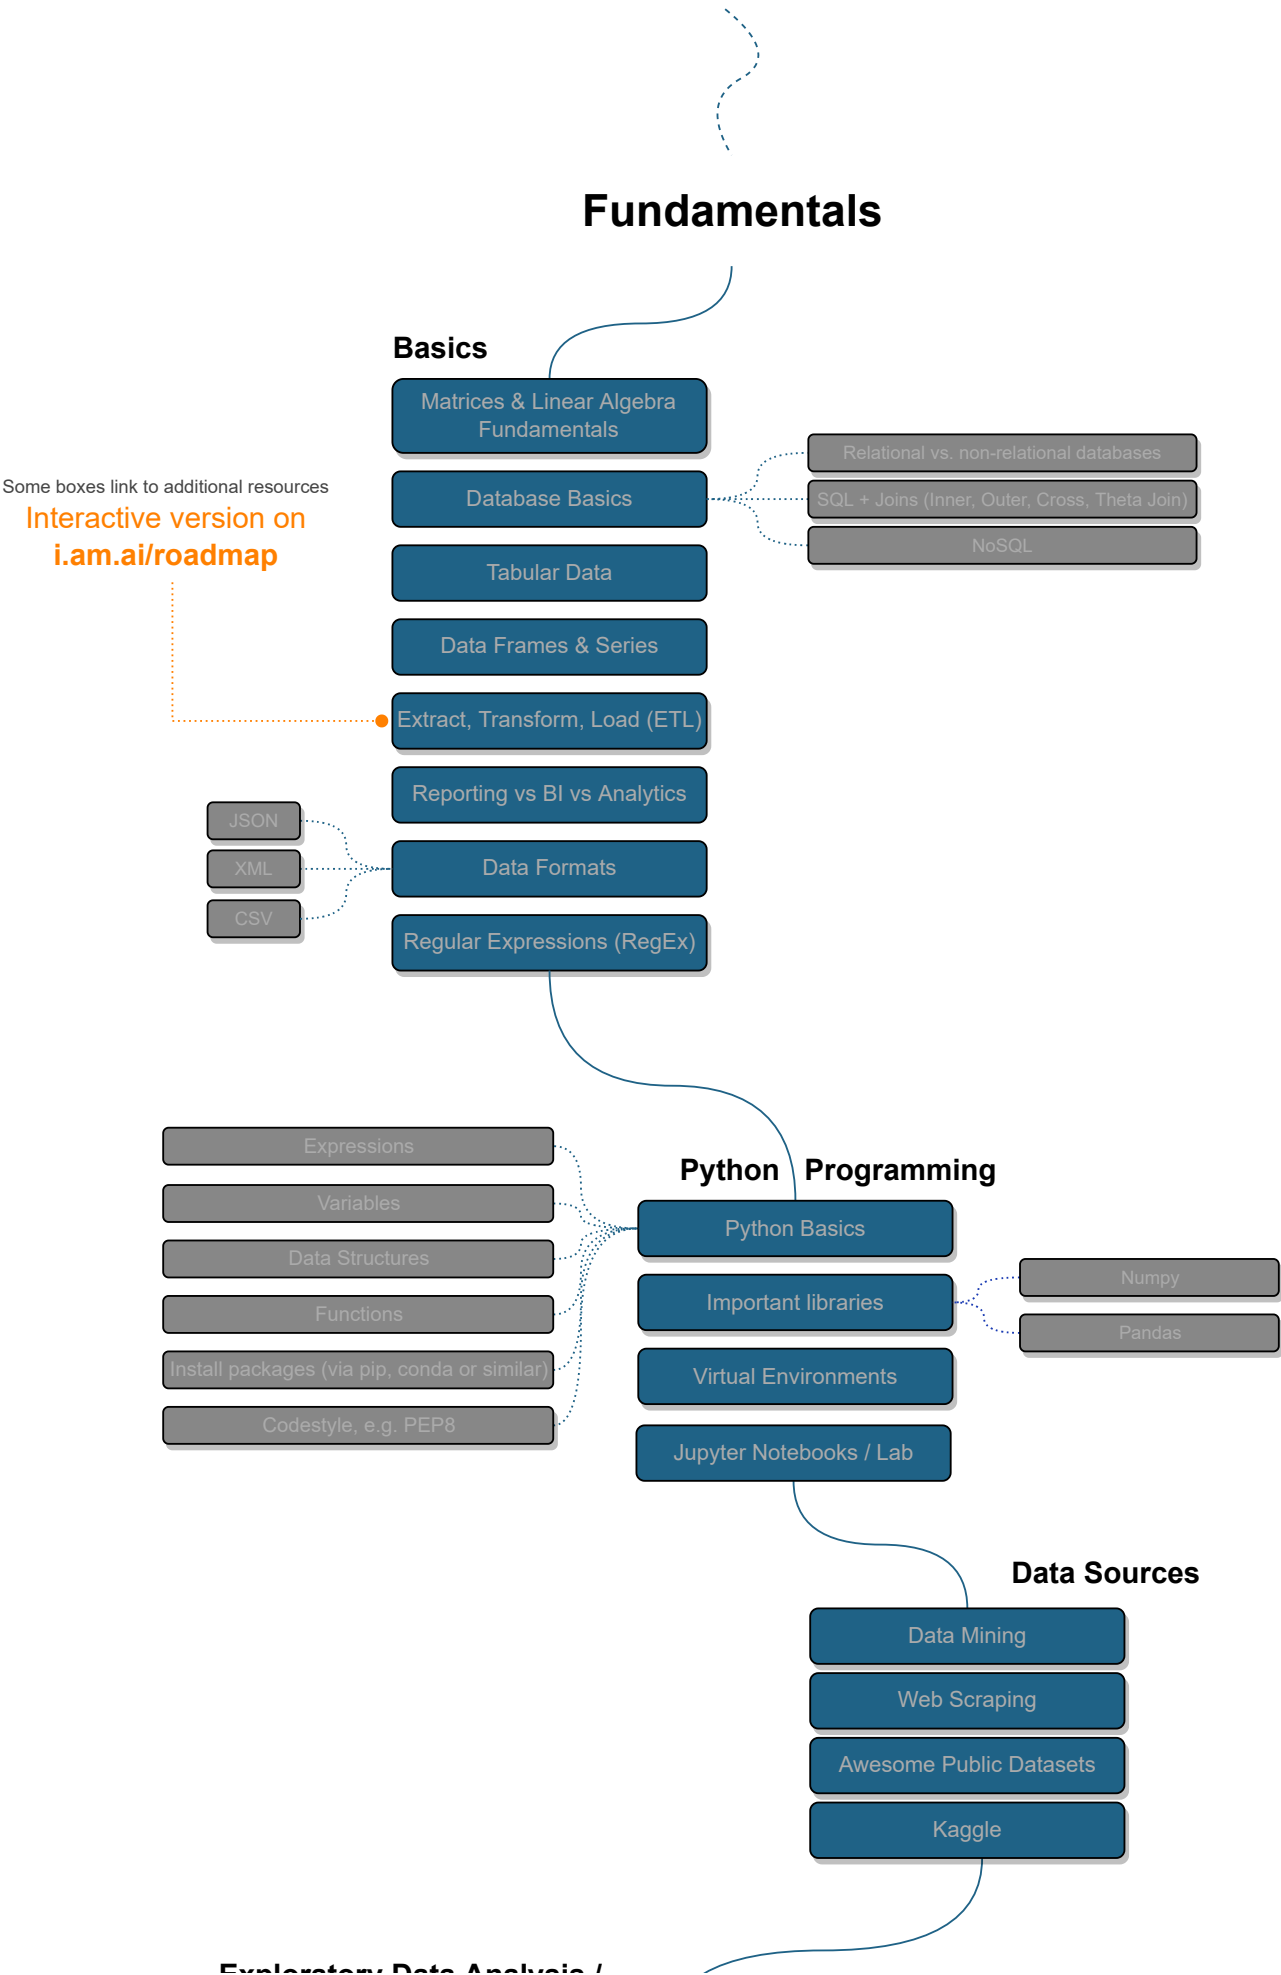 Fundamentals
Basics
Matrices & Linear Algebra
Fundamentals
Relational vs. non-relational databases
Some boxes link to additional resources
Interactive version on
i.am.ai/roadmap
Database Basics
SQL + Joins (Inner, Outer, Cross, Theta Join)
NoSQL
Tabular Data
Data Frames & Series
Extract, Transform, Load (ETL)
Reporting vs BI vs Analytics
JSON
XML
CSV
Data Formats
Regular Expressions (RegEx)
Python Programming
Expressions
Variables
Data Structures
Functions
Install packages (via pip, conda or similar)
Codestyle, e.g. PEP8
Python Basics
Important libraries
Numpy
Pandas
Virtual Environments
Jupyter Notebooks / Lab
Data Sources
Data Mining
Web Scraping
Awesome Public Datasets
Kaggle
Exploratory Data Analysis /